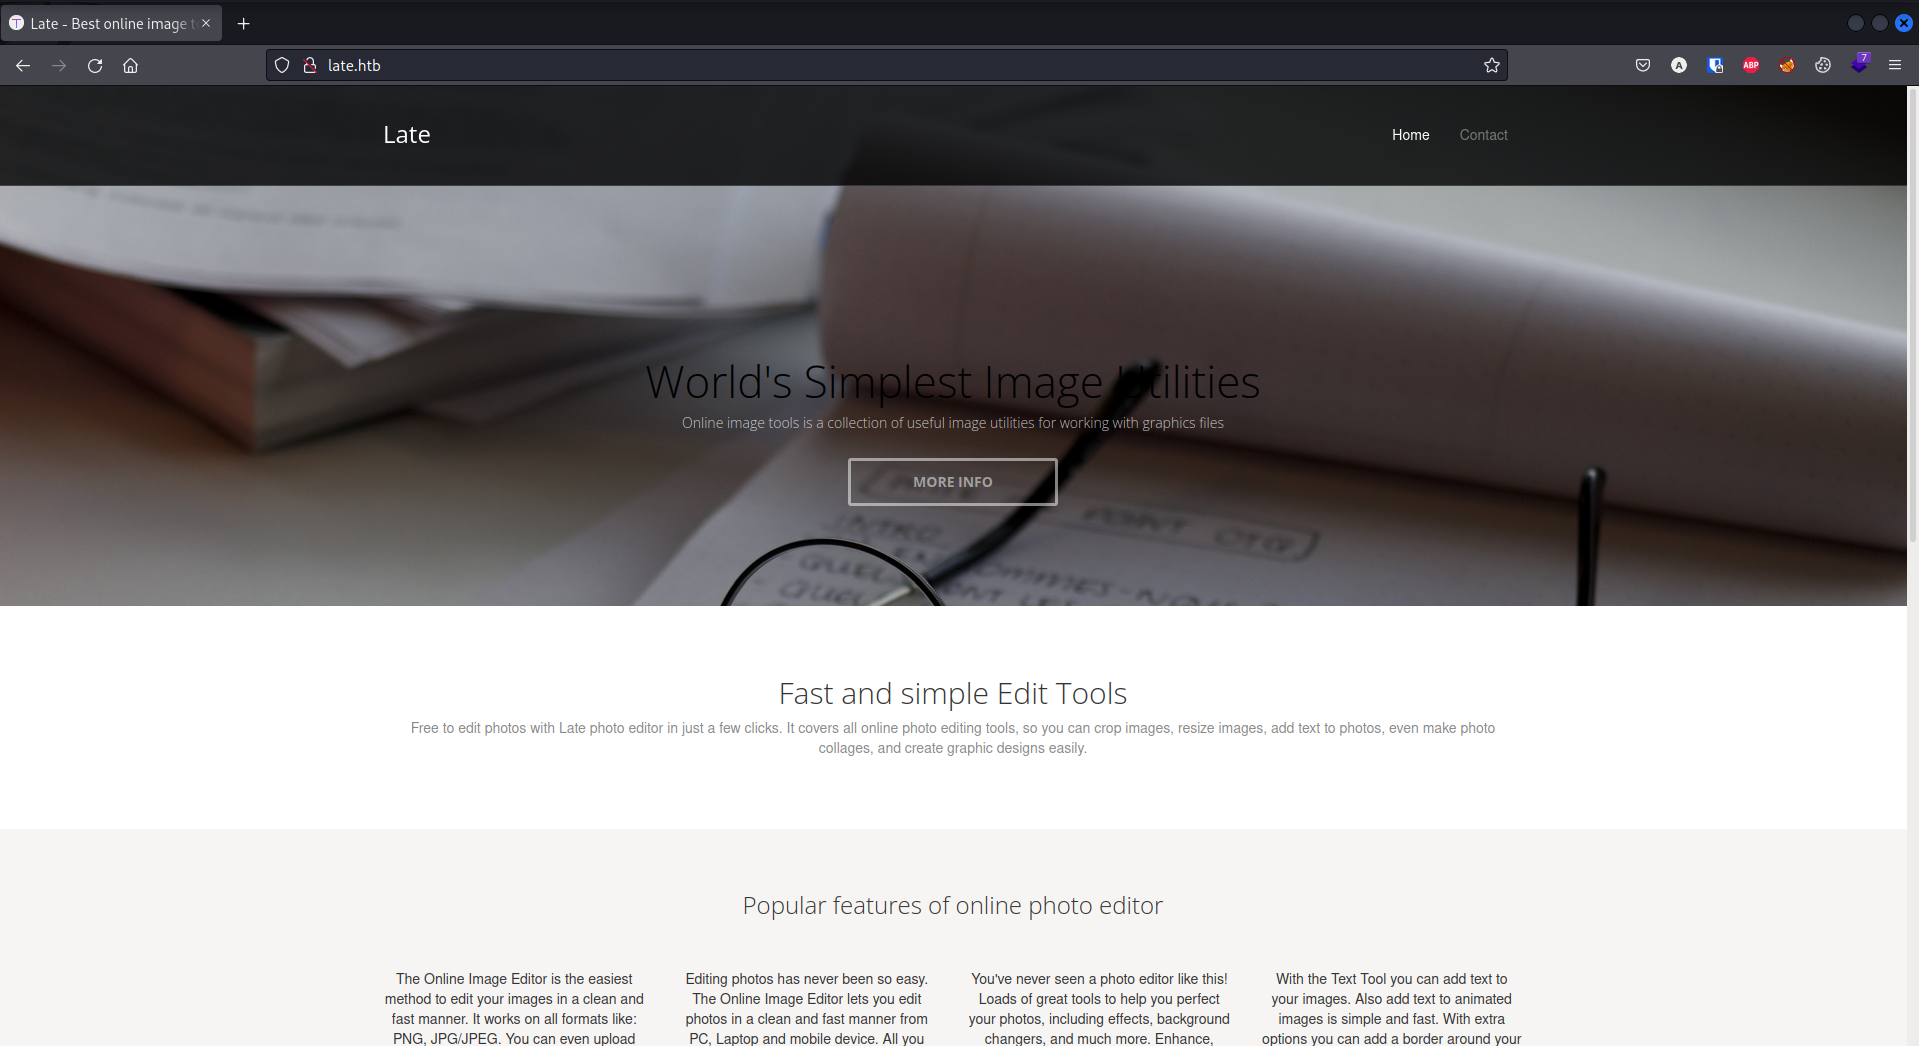 Late - Best online image t
late.htb
7
A
ABP
Late
Home Contact
World's Simplest Image Utilities
Online image tools is a collection of useful image utilities for working with graphics files
MORE INFO
INTRO
POINT OTG
Fast and simple Edit Tools
Free to edit photos with Late photo editor in just a few clicks. It covers all online photo editing tools, so you can crop images, resize images, add text to photos, even make photo
collages, and create graphic designs easily.
Popular features of online photo editor
The Online Image Editor is the easiest
method to edit your images in a clean and
fast manner. It works on all formats like:
PNG, JPG/JPEG. You can even upload
Editing photos has never been so easy.
The Online Image Editor lets you edit
photos in a clean and fast manner from
PC, Laptop and mobile device. All you
You've never seen a photo editor like this!
Loads of great tools to help you perfect
your photos, including effects, background
changers, and much more. Enhance,
With the Text Tool you can add text to
your images. Also add text to animated
images is simple and fast. With extra
options you can add a border around your